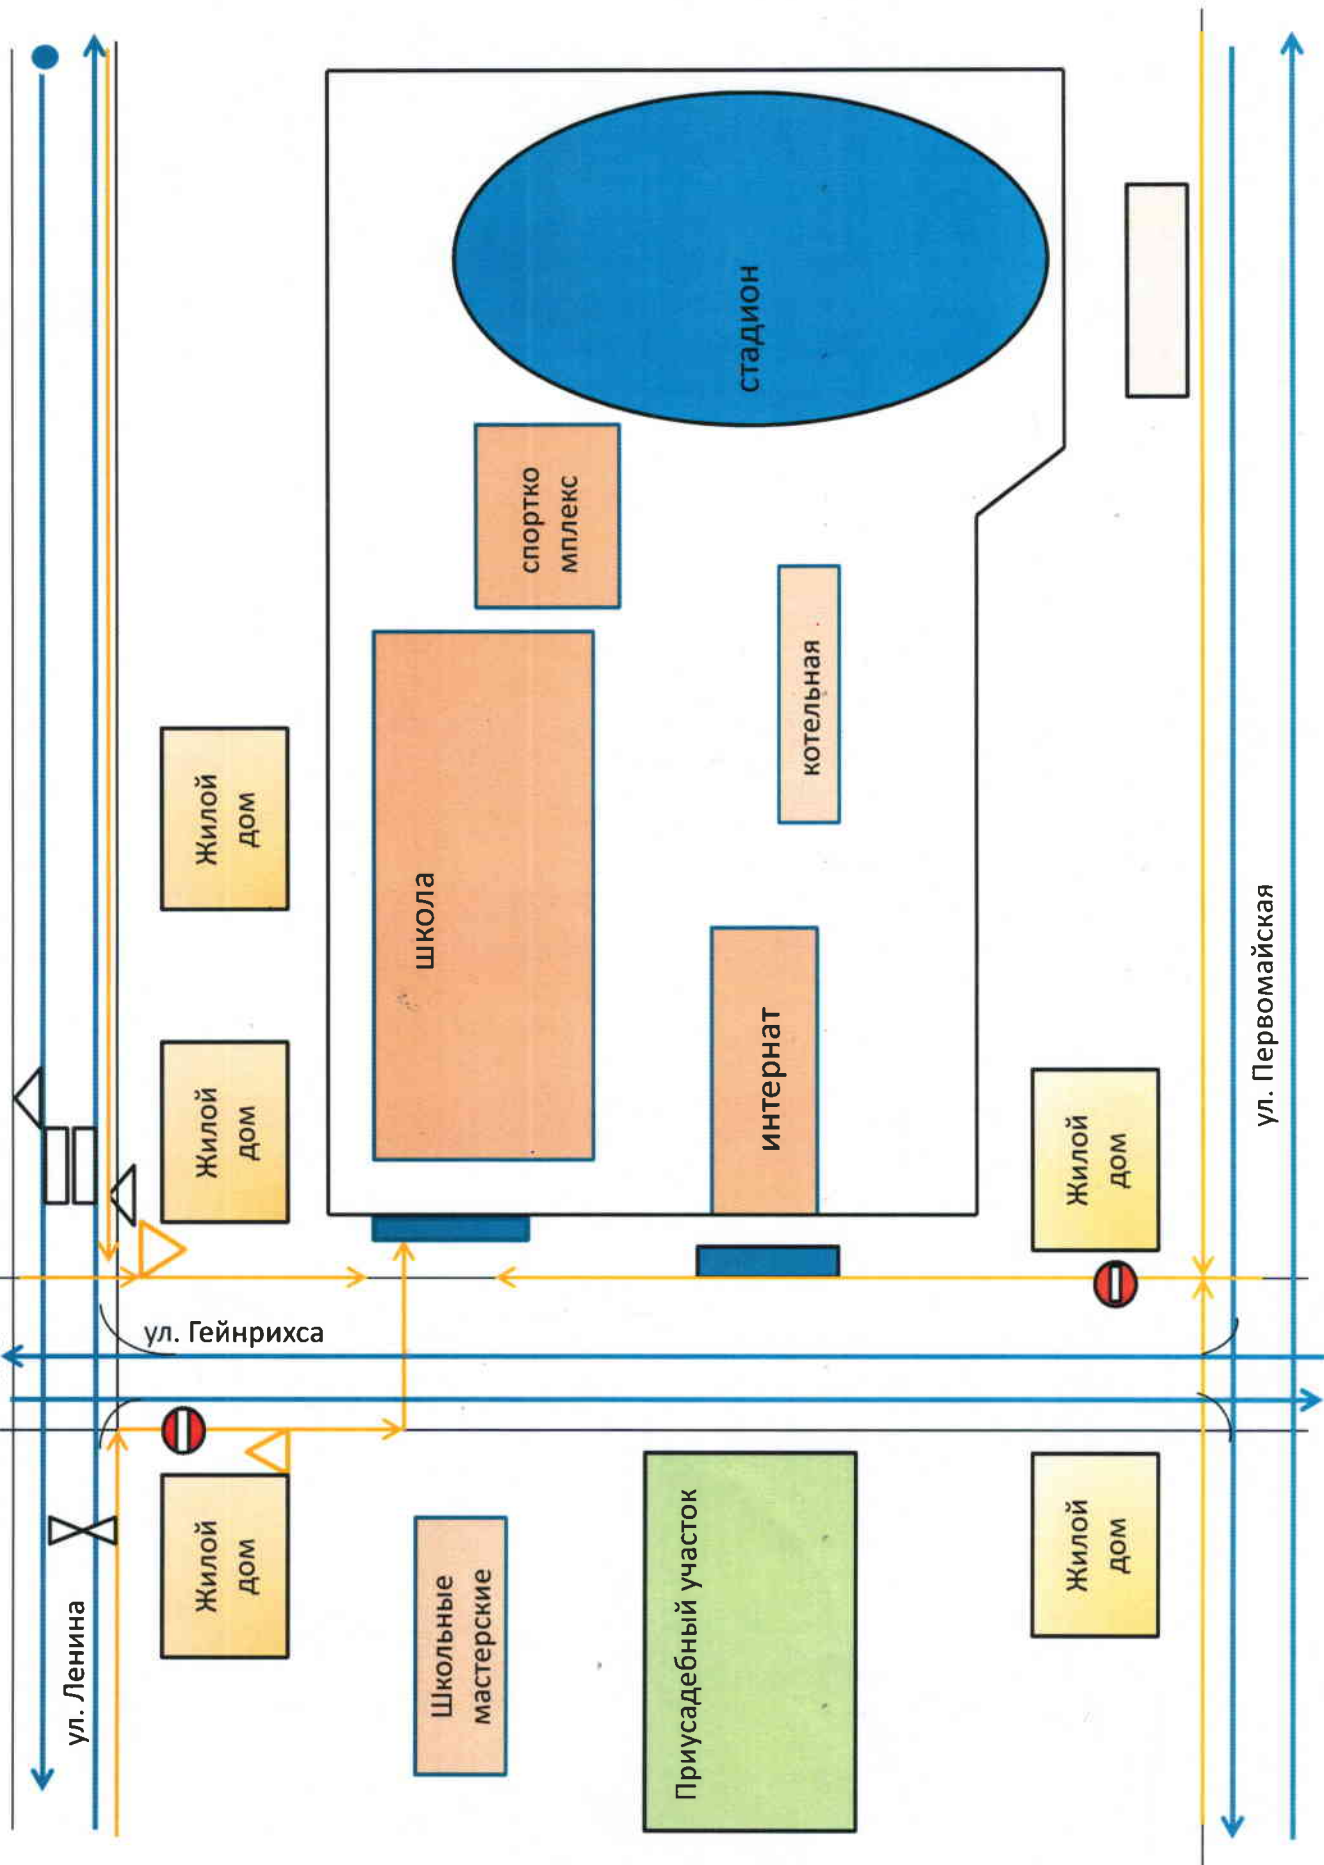 ул. Ленина
Жилой
дом
Жилой
дом
Жилой
дом
ул. Гейнрихса
Школьные
мастерские
школа
спортко
мплекс
стадион
Приусадебный участок
интернат
котельная
Жилой
дом
Жилой
дом
ул. Первомайская